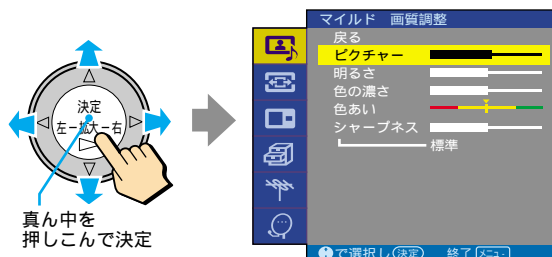 決定
左ー拡大ー右
真ん中を
押しこんで決定
マイルド 画質調整
戻る
ピクチャー
明るさ
色の濃さ
色あい
シャープネス
標準
で選択し 決定 終了 メニュー